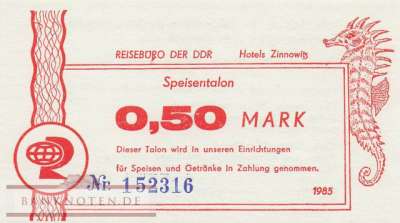 REISEBÜRO DER DDR Hotels Zinnowitz
Speisentalon
0,50 MARK
Dieser Talon wird in unseren Einrichtungen
für Speisen und Getränke in Zahlung genommen.
Nr. 152316
1985
BANKNOTEN.DE